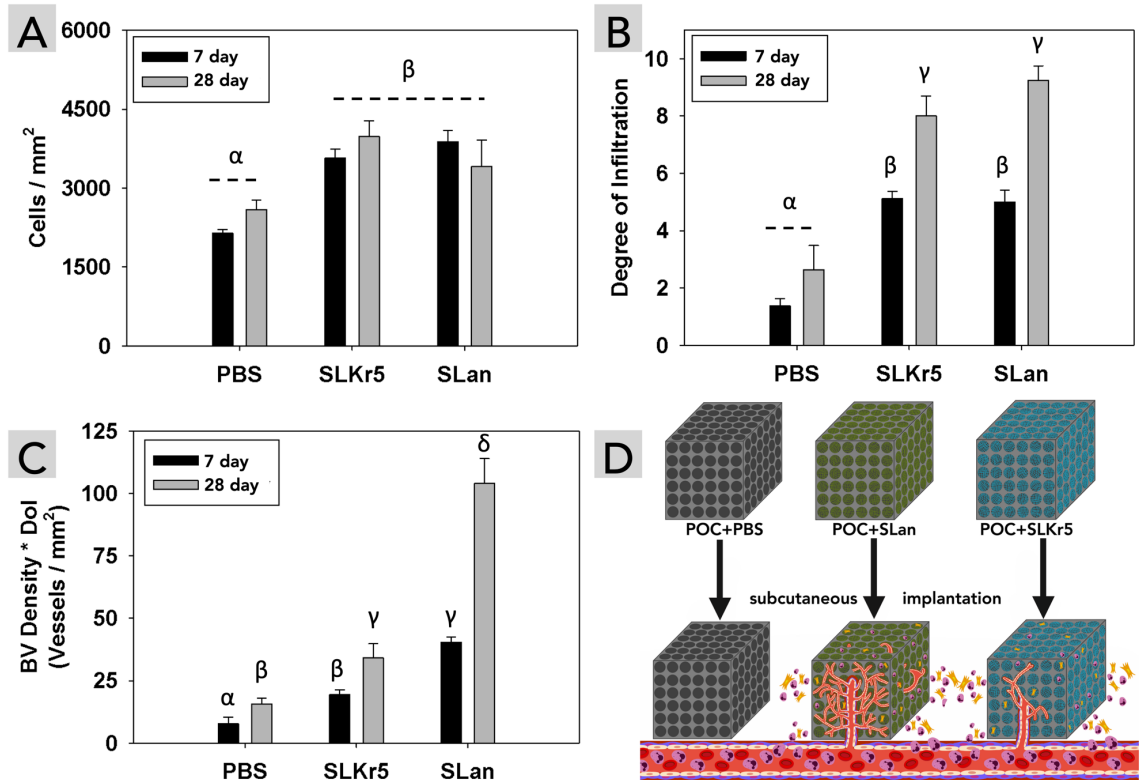 A
Cells / mm²
6000
4500
3000
1500
0
7 day
28 day
α
β
PBS
SLKr5
SLan
B
Degree of Infiltration
10
8
6
4
2
0
7 day
28 day
α
β
γ
β
γ
PBS
SLKr5
SLan
C
BV Density * DoI
(Vessels / mm²)
125
100
75
50
25
0
7 day
28 day
α
β
β
γ
γ
δ
PBS
SLKr5
SLan
D
POC+PBS
POC+SLan
POC+SLKr5
subcutaneous implantation